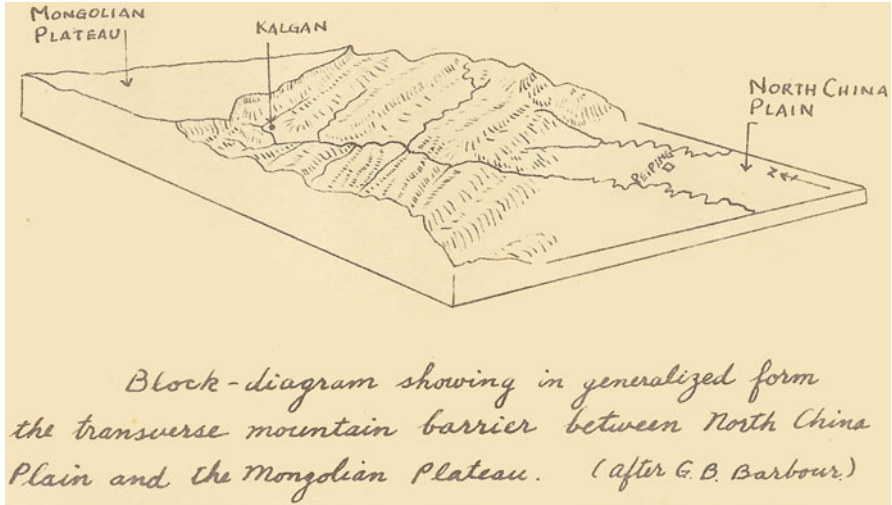 MONGOLIAN
PLATEAU
KALGAN
NORTH CHINA
PLAIN
PEIPING
N
Block-diagram showing in generalized form
the transverse mountain barrier between North China
Plain and the Mongolian Plateau. (after G. B. Barbour.)